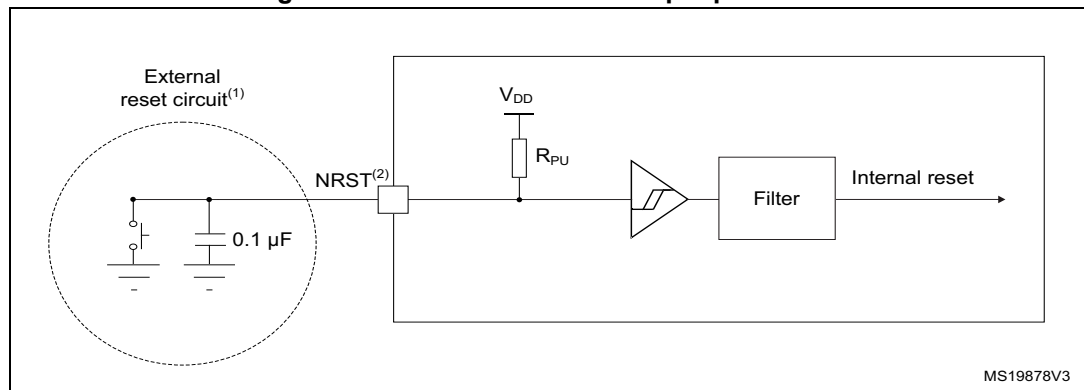 External
reset circuit(1)
VDD
RPU
NRST(2)
Filter
Internal reset
0.1 µF
MS19878V3